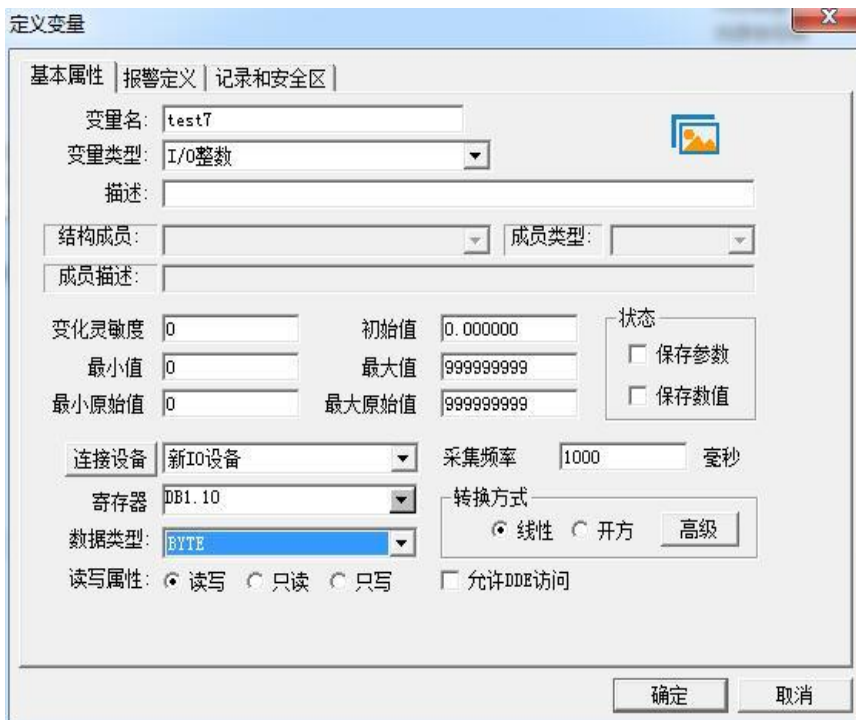 定义变量
X
基本属性 报警定义 记录和安全区
变量名: test7
变量类型: I/O整数
描述:
结构成员: 成员类型:
成员描述:
变化灵敏度 0 初始值 0.000000 状态
最小值 0 最大值 999999999 保存参数
最小原始值 0 最大原始值 999999999 保存数值
连接设备 新IO设备 采集频率 1000 毫秒
寄存器 DB1.10 转换方式
数据类型: BYTE 线性 开方 高级
读写属性: 读写 只读 只写 允许DDE访问
确定 取消